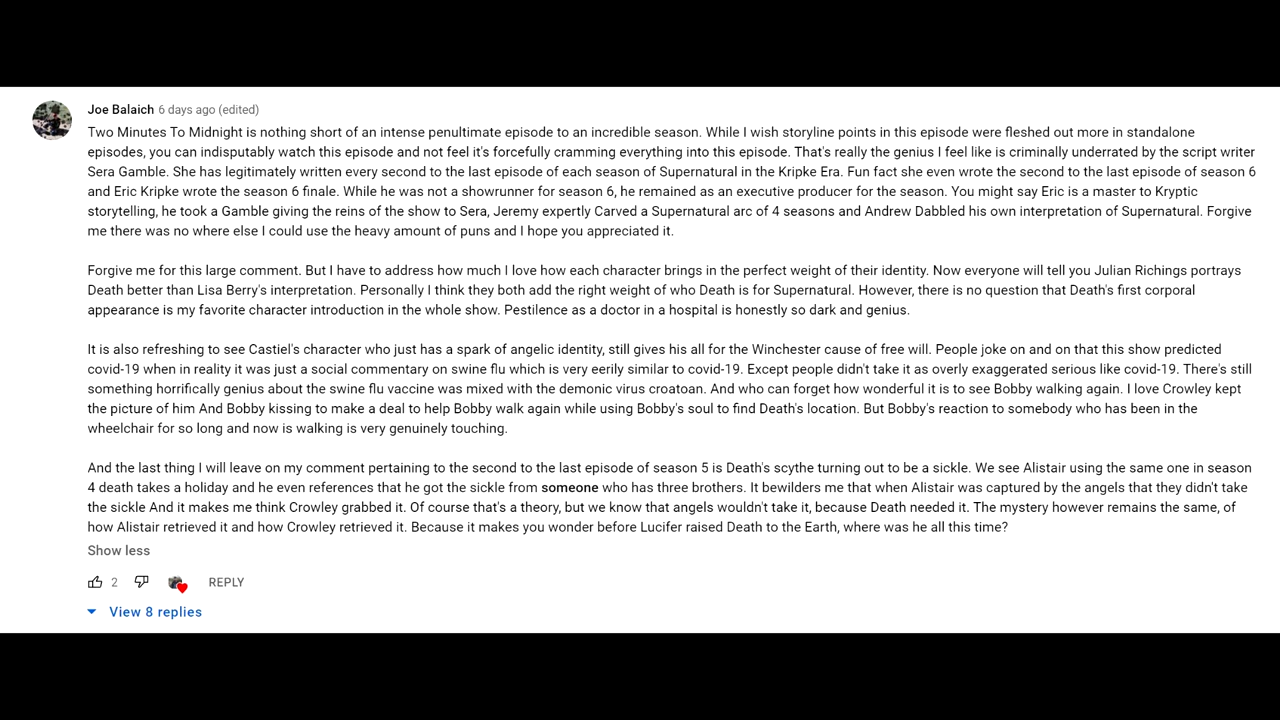 Joe Balaich 6 days ago (edited)
Two Minutes To Midnight is nothing short of an intense penultimate episode to an incredible season. While I wish storyline points in this episode were fleshed out more in standalone
episodes, you can indisputably watch this episode and not feel it's forcefully cramming everything into this episode. That's really the genius I feel like is criminally underrated by the script writer
Sera Gamble. She has legitimately written every second to the last episode of each season of Supernatural in the Kripke Era. Fun fact she even wrote the second to the last episode of season 6
and Eric Kripke wrote the season 6 finale. While he was not a showrunner for season 6, he remained as an executive producer for the season. You might say Eric is a master to Kryptic
storytelling, he took a Gamble giving the reins of the show to Sera, Jeremy expertly Carved a Supernatural arc of 4 seasons and Andrew Dabbled his own interpretation of Supernatural. Forgive
me there was no where else I could use the heavy amount of puns and I hope you appreciated it.
Forgive me for this large comment. But I have to address how much I love how each character brings in the perfect weight of their identity. Now everyone will tell you Julian Richings portrays
Death better than Lisa Berry's interpretation. Personally I think they both add the right weight of who Death is for Supernatural. However, there is no question that Death's first corporal
appearance is my favorite character introduction in the whole show. Pestilence as a doctor in a hospital is honestly so dark and genius.
It is also refreshing to see Castiel's character who just has a spark of angelic identity, still gives his all for the Winchester cause of free will. People joke on and on that this show predicted
covid-19 when in reality it was just a social commentary on swine flu which is very eerily similar to covid-19. Except people didn't take it as overly exaggerated serious like covid-19. There's still
something horrifically genius about the swine flu vaccine was mixed with the demonic virus croatoan. And who can forget how wonderful it is to see Bobby walking again. I love Crowley kept
the picture of him And Bobby kissing to make a deal to help Bobby walk again while using Bobby's soul to find Death's location. But Bobby's reaction to somebody who has been in the
wheelchair for so long and now is walking is very genuinely touching.
And the last thing I will leave on my comment pertaining to the second to the last episode of season 5 is Death's scythe turning out to be a sickle. We see Alistair using the same one in season
4 death takes a holiday and he even references that he got the sickle from someone who has three brothers. It bewilders me that when Alistair was captured by the angels that they didn't take
the sickle And it makes me think Crowley grabbed it. Of course that's a theory, but we know that angels wouldn't take it, because Death needed it. The mystery however remains the same, of
how Alistair retrieved it and how Crowley retrieved it. Because it makes you wonder before Lucifer raised Death to the Earth, where was he all this time?
Show less
2 REPLY
View 8 replies